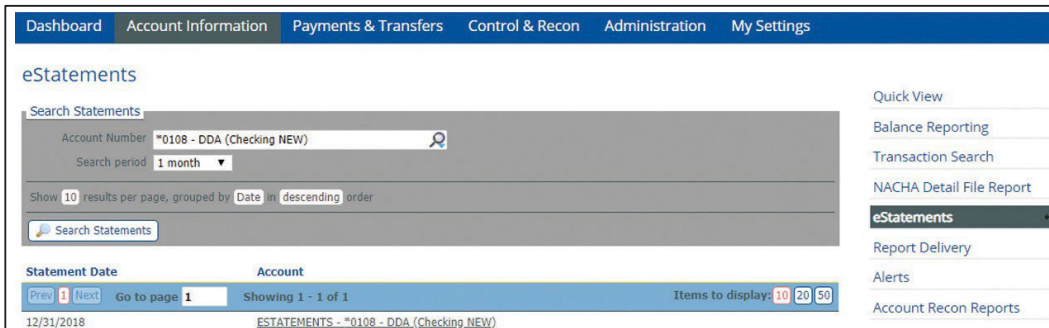 Dashboard Account Information Payments & Transfers Control & Recon Administration My Settings
eStatements
Search Statements
Account Number *0108 - DDA (Checking NEW)
Search period 1 month ▼
Show 10 results per page, grouped by Date in descending order
Search Statements
Statement Date Account
Prev 1 Next Go to page 1 Showing 1 - 1 of 1 Items to display: 10 20 50
12/31/2018 ESTATEMENTS - *0108 - DDA (Checking NEW)
Quick View
Balance Reporting
Transaction Search
NACHA Detail File Report
eStatements
Report Delivery
Alerts
Account Recon Reports